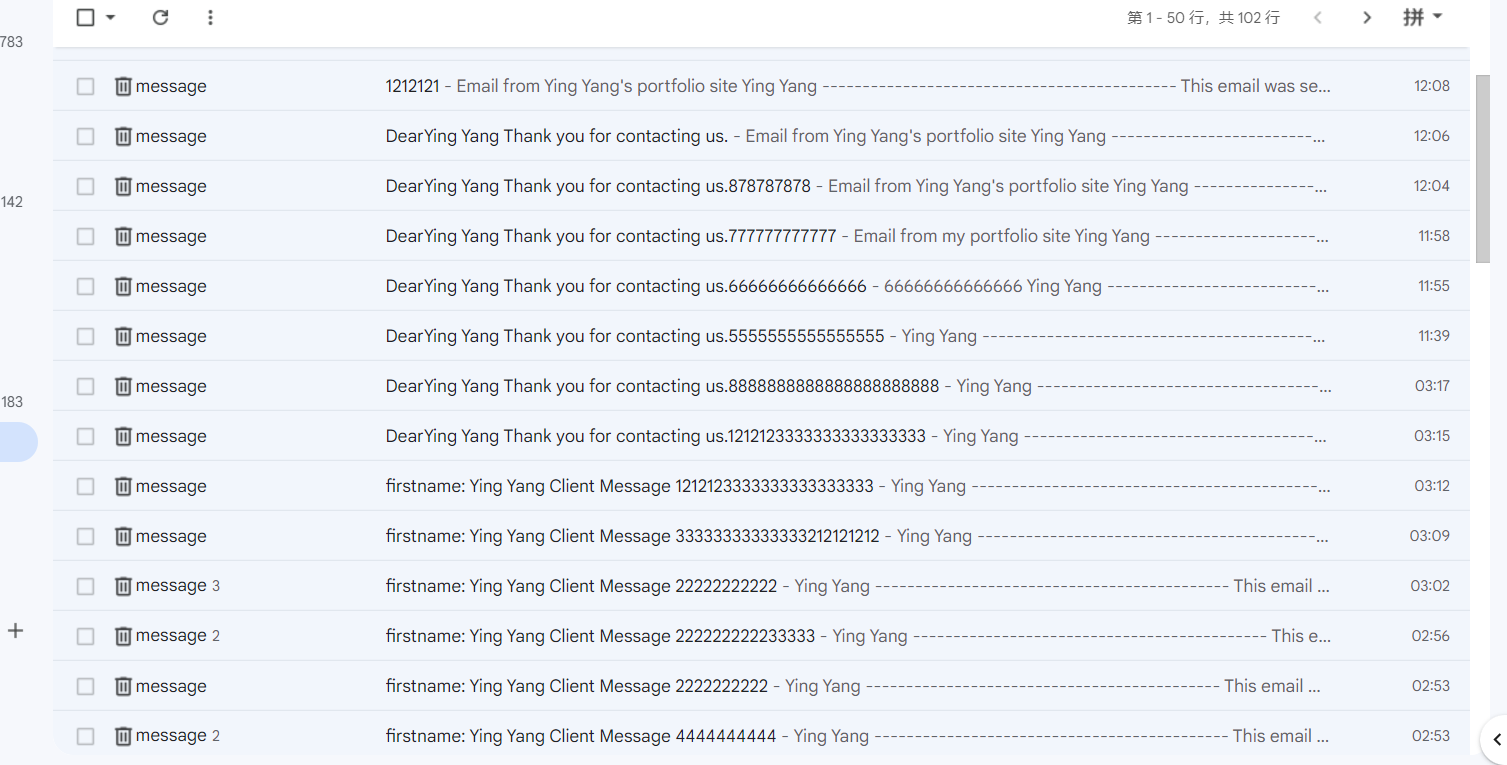 第 1 - 50 行，共 102 行 拼
783
message 1212121 - Email from Ying Yang's portfolio site Ying Yang -------------------------------------------- This email was se... 12:08
message DearYing Yang Thank you for contacting us. - Email from Ying Yang's portfolio site Ying Yang -------------------------... 12:06
message DearYing Yang Thank you for contacting us.878787878 - Email from Ying Yang's portfolio site Ying Yang ---------------... 12:04
142
message DearYing Yang Thank you for contacting us.777777777777 - Email from my portfolio site Ying Yang --------------------... 11:58
message DearYing Yang Thank you for contacting us.66666666666666 - 66666666666666 Ying Yang --------------------------... 11:55
message DearYing Yang Thank you for contacting us.5555555555555555 - Ying Yang -----------------------------------------... 11:39
message DearYing Yang Thank you for contacting us.8888888888888888888888 - Ying Yang -----------------------------------... 03:17
183
message DearYing Yang Thank you for contacting us.1212123333333333333333 - Ying Yang ------------------------------------... 03:15
message firstname: Ying Yang Client Message 1212123333333333333333 - Ying Yang -------------------------------------------... 03:12
message firstname: Ying Yang Client Message 33333333333333212121212 - Ying Yang ------------------------------------------... 03:09
message 3 firstname: Ying Yang Client Message 22222222222 - Ying Yang -------------------------------------------- This email ... 03:02
message 2 firstname: Ying Yang Client Message 222222222233333 - Ying Yang -------------------------------------------- This e... 02:56
message firstname: Ying Yang Client Message 2222222222 - Ying Yang -------------------------------------------- This email ... 02:53
message 2 firstname: Ying Yang Client Message 4444444444 - Ying Yang -------------------------------------------- This email ... 02:53